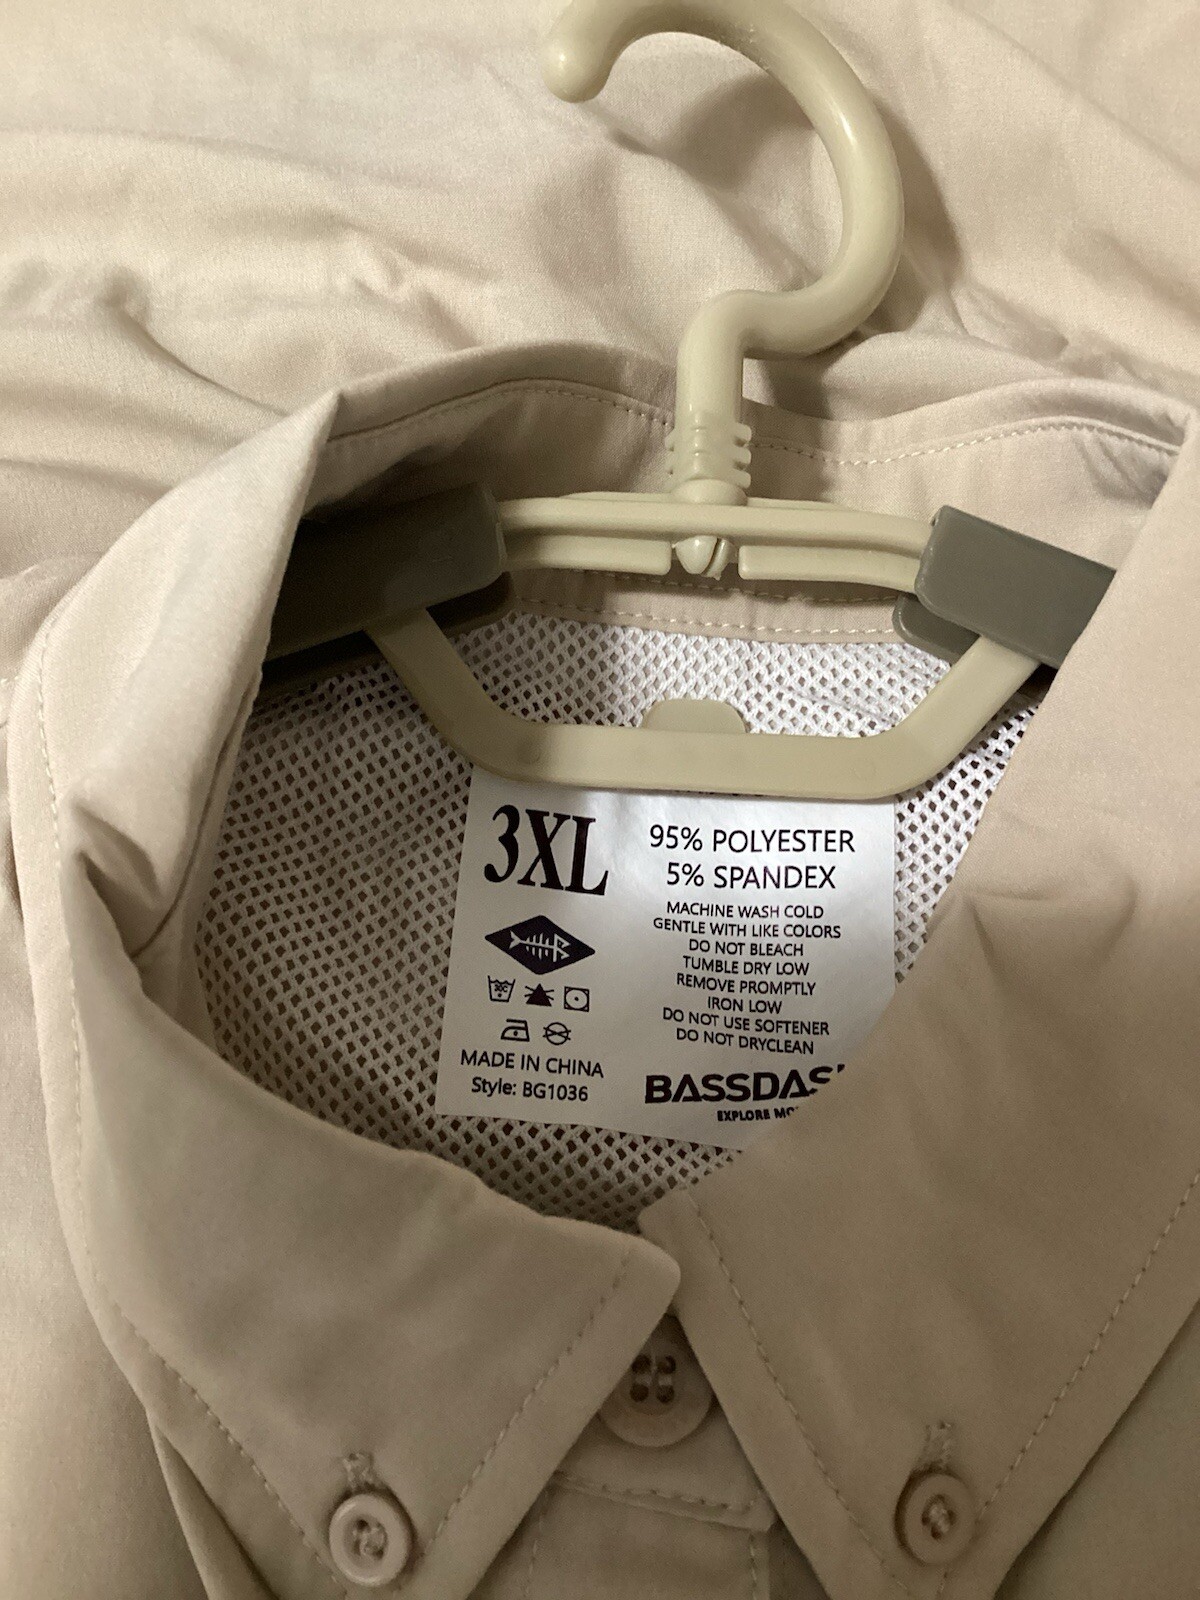 3XL
MADE IN CHINA
Style: BG1036
95% POLYESTER
5% SPANDEX
MACHINE WASH COLD
GENTLE WITH LIKE COLORS
DO NOT BLEACH
TUMBLE DRY LOW
REMOVE PROMPTLY
IRON LOW
DO NOT USE SOFTENER
DO NOT DRYCLEAN
BASSDAS
EXPLORE